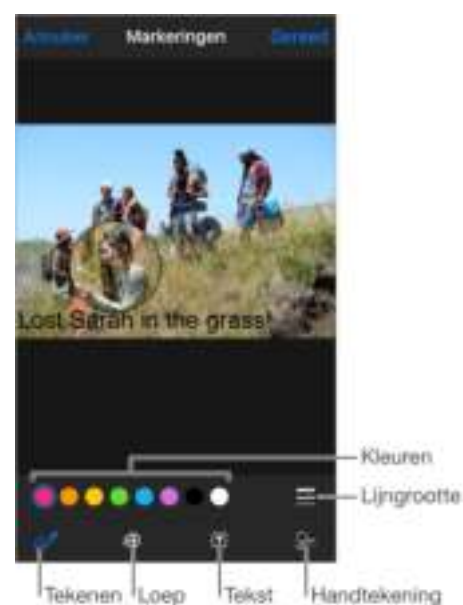 Annuleer Markeringen Gereed
Lost Sarah in the grass!
Kleuren
Lijngrootte
Tekenen Loep Tekst Handtekening